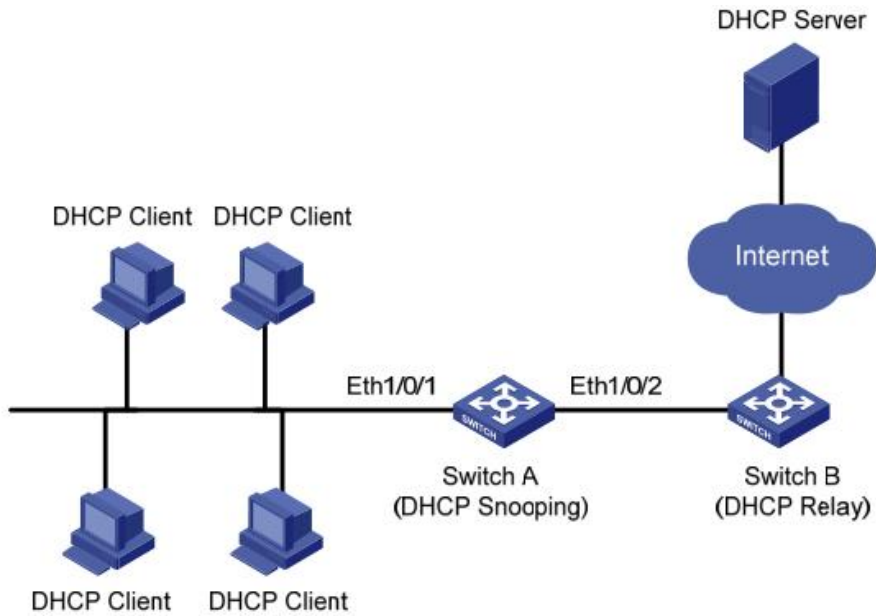 DHCP Server
DHCP Client
DHCP Client
Internet
Eth1/0/1
Eth1/0/2
SWITCH
SWITCH
Switch A
(DHCP Snooping)
Switch B
(DHCP Relay)
DHCP Client
DHCP Client